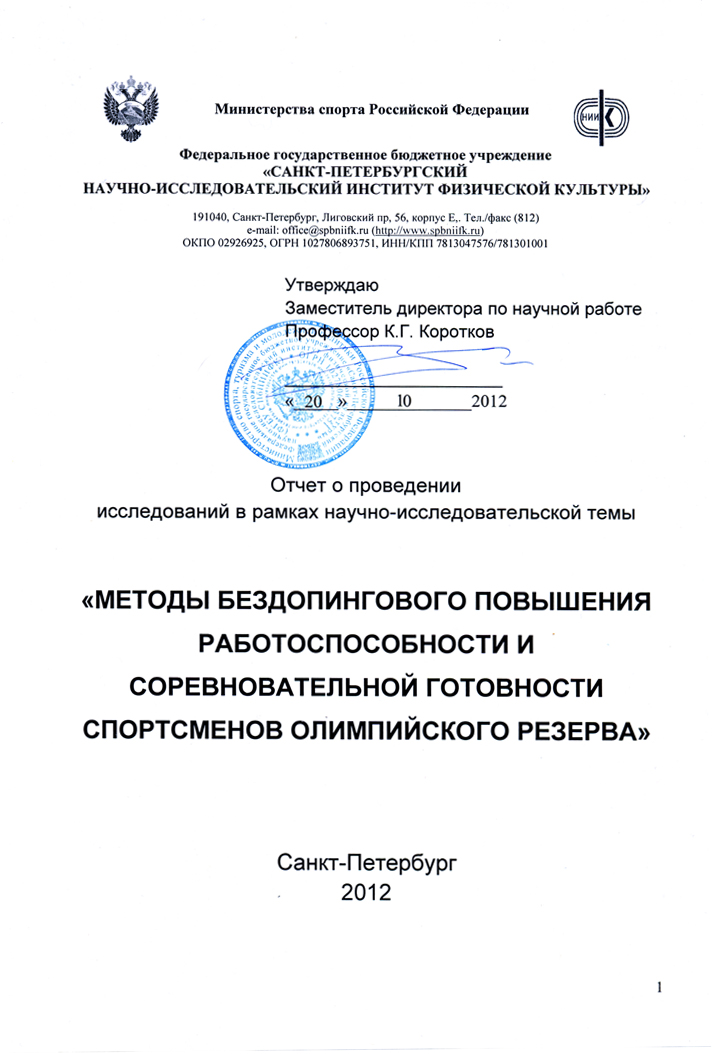 Министерства спорта Российской Федерации
НИИ К
Федеральное государственное бюджетное учреждение
«САНКТ-ПЕТЕРБУРГСКИЙ
НАУЧНО-ИССЛЕДОВАТЕЛЬСКИЙ ИНСТИТУТ ФИЗИЧЕСКОЙ КУЛЬТУРЫ»
191040, Санкт-Петербург, Лиговский пр, 56, корпус Е,. Тел./факс (812)
e-mail: office@spbniifk.ru (http://www.spbniifk.ru)
ОКПО 02926925, ОГРН 1027806893751, ИНН/КПП 7813047576/781301001
Утверждаю
Заместитель директора по научной работе
Профессор К.Г. Коротков
« 20 » 10 2012
Отчет о проведении
исследований в рамках научно-исследовательской темы
«МЕТОДЫ БЕЗДОПИНГОВОГО ПОВЫШЕНИЯ
РАБОТОСПОСОБНОСТИ И
СОРЕВНОВАТЕЛЬНОЙ ГОТОВНОСТИ
СПОРТСМЕНОВ ОЛИМПИЙСКОГО РЕЗЕРВА»
Санкт-Петербург
2012
1